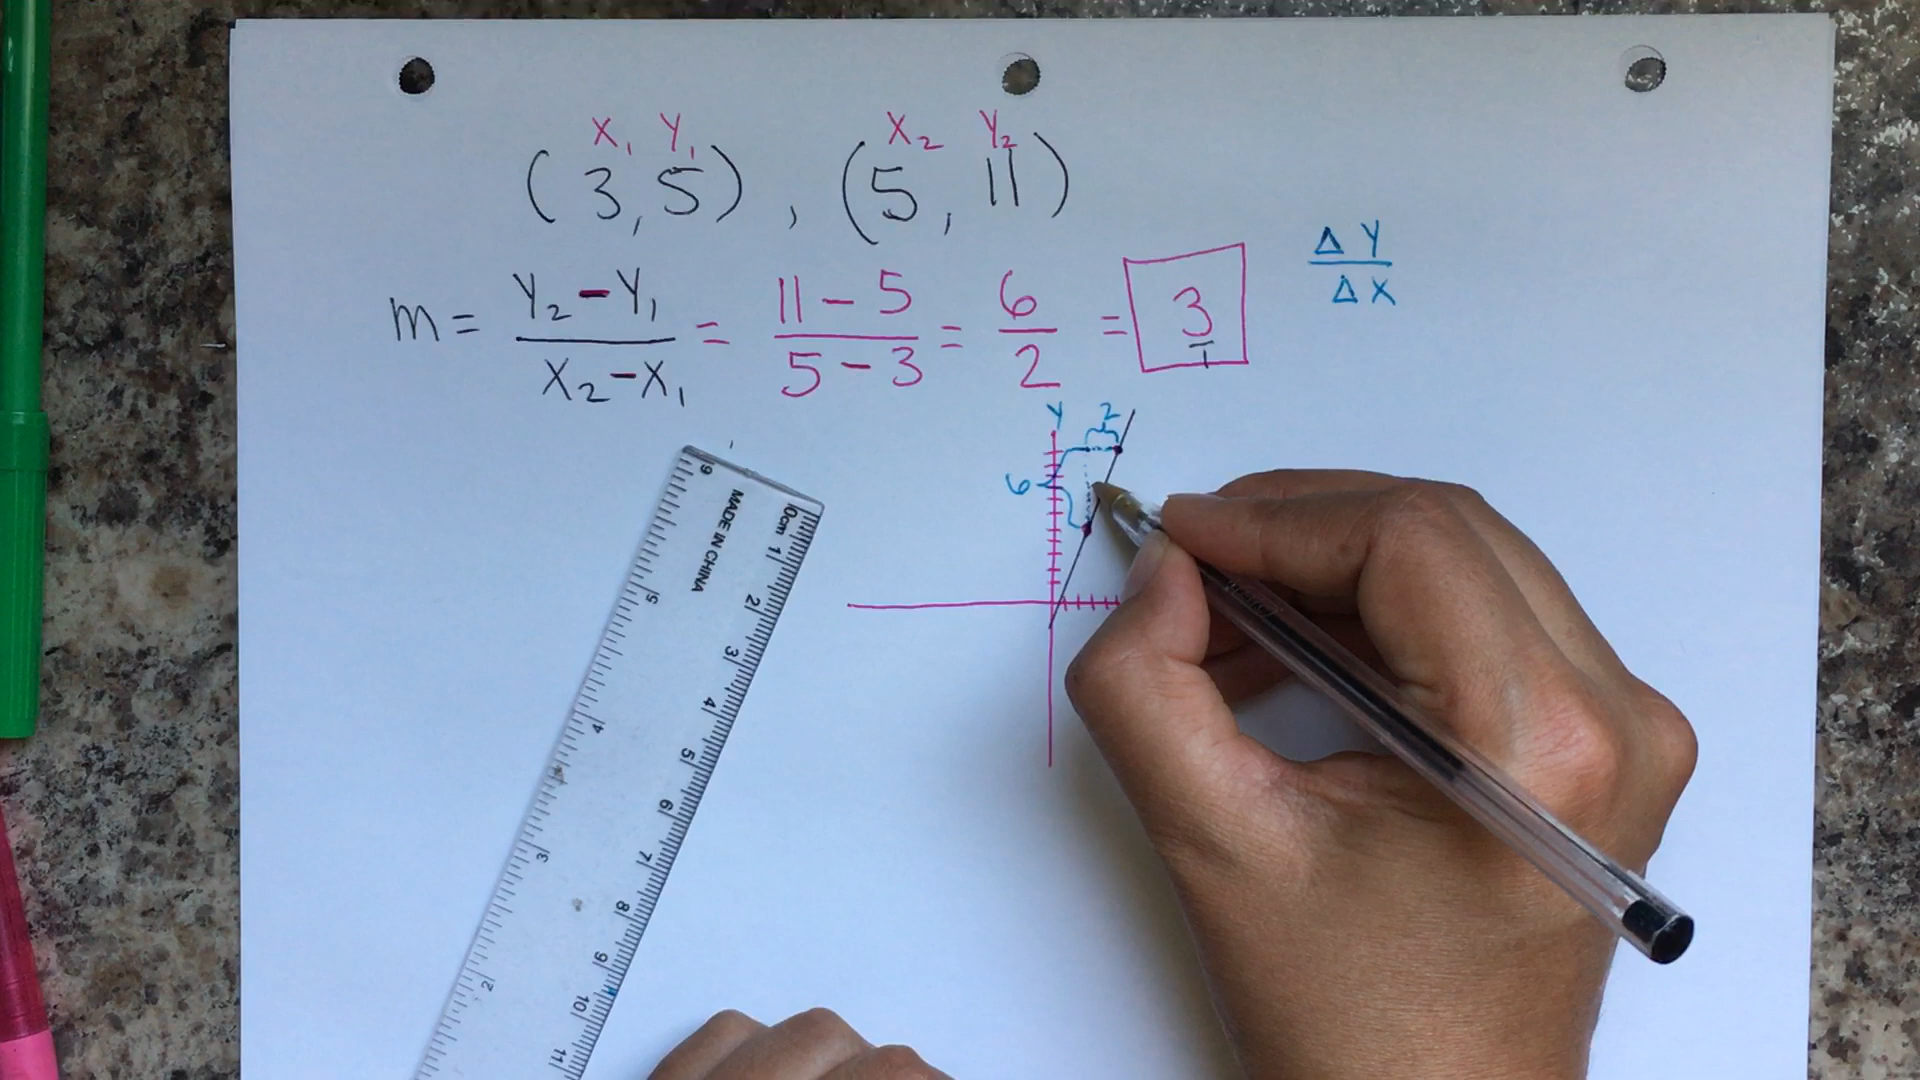 X₁ Y₁ X₂ Y₂
(3,5) , (5,11)
m = Y₂-Y₁ / X₂-X₁ = 11-5 / 5-3 = 6/2 = 3/1
ΔY
ΔX
Y 2
6
MADE IN CHINA
0cm 1 2 3 4 5 6 7 8 9 10 11
6 5 4 3 2